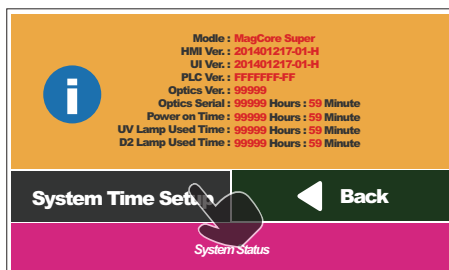 Modle : MagCore Super
HMI Ver. : 201401217-01-H
UI Ver. : 201401217-01-H
PLC Ver. : FFFFFFF-FF
Optics Ver. : 99999
Optics Serial : 99999 Hours : 59 Minute
Power on Time : 99999 Hours : 59 Minute
UV Lamp Used Time : 99999 Hours : 59 Minute
D2 Lamp Used Time : 99999 Hours : 59 Minute
System Time Setup
Back
System Status